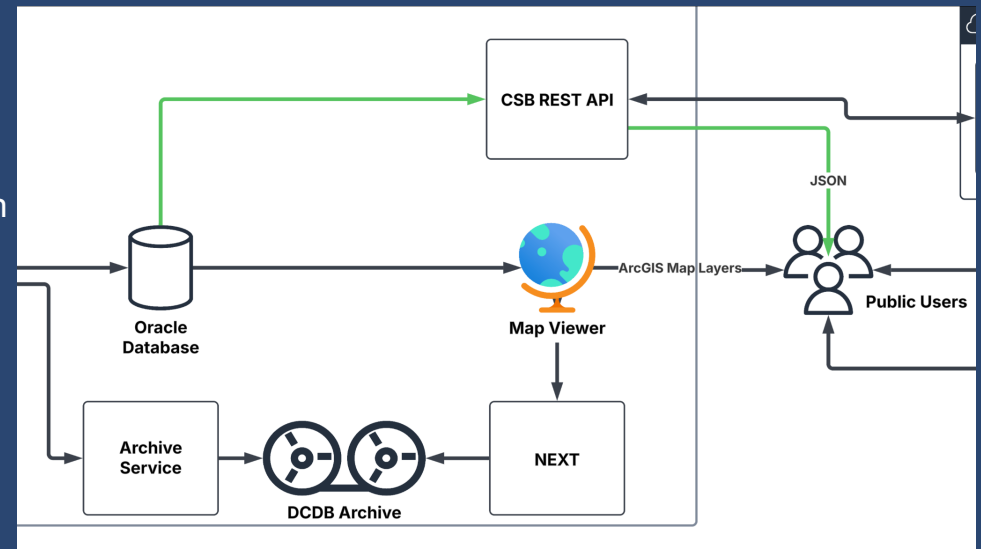 CSB REST API
JSON
n
ArcGIS Map Layers
Public Users
Oracle
Database
Map Viewer
Archive
Service
NEXT
DCDB Archive